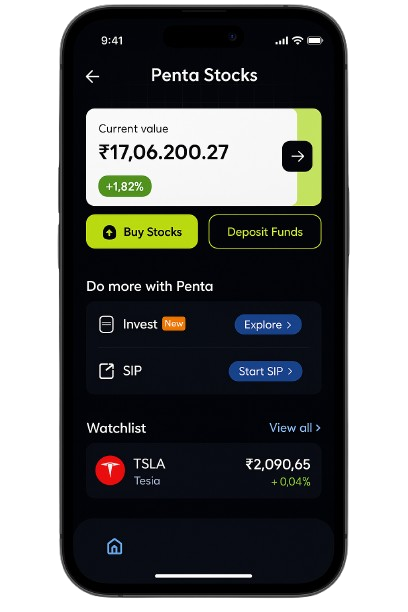 9:41
Penta Stocks
Current value
₹17,06.200.27
+1,82%
Buy Stocks
Deposit Funds
Do more with Penta
Invest New
Explore >
SIP
Start SIP >
Watchlist
View all >
TSLA
₹2,090,65
Tesia
+ 0,04%